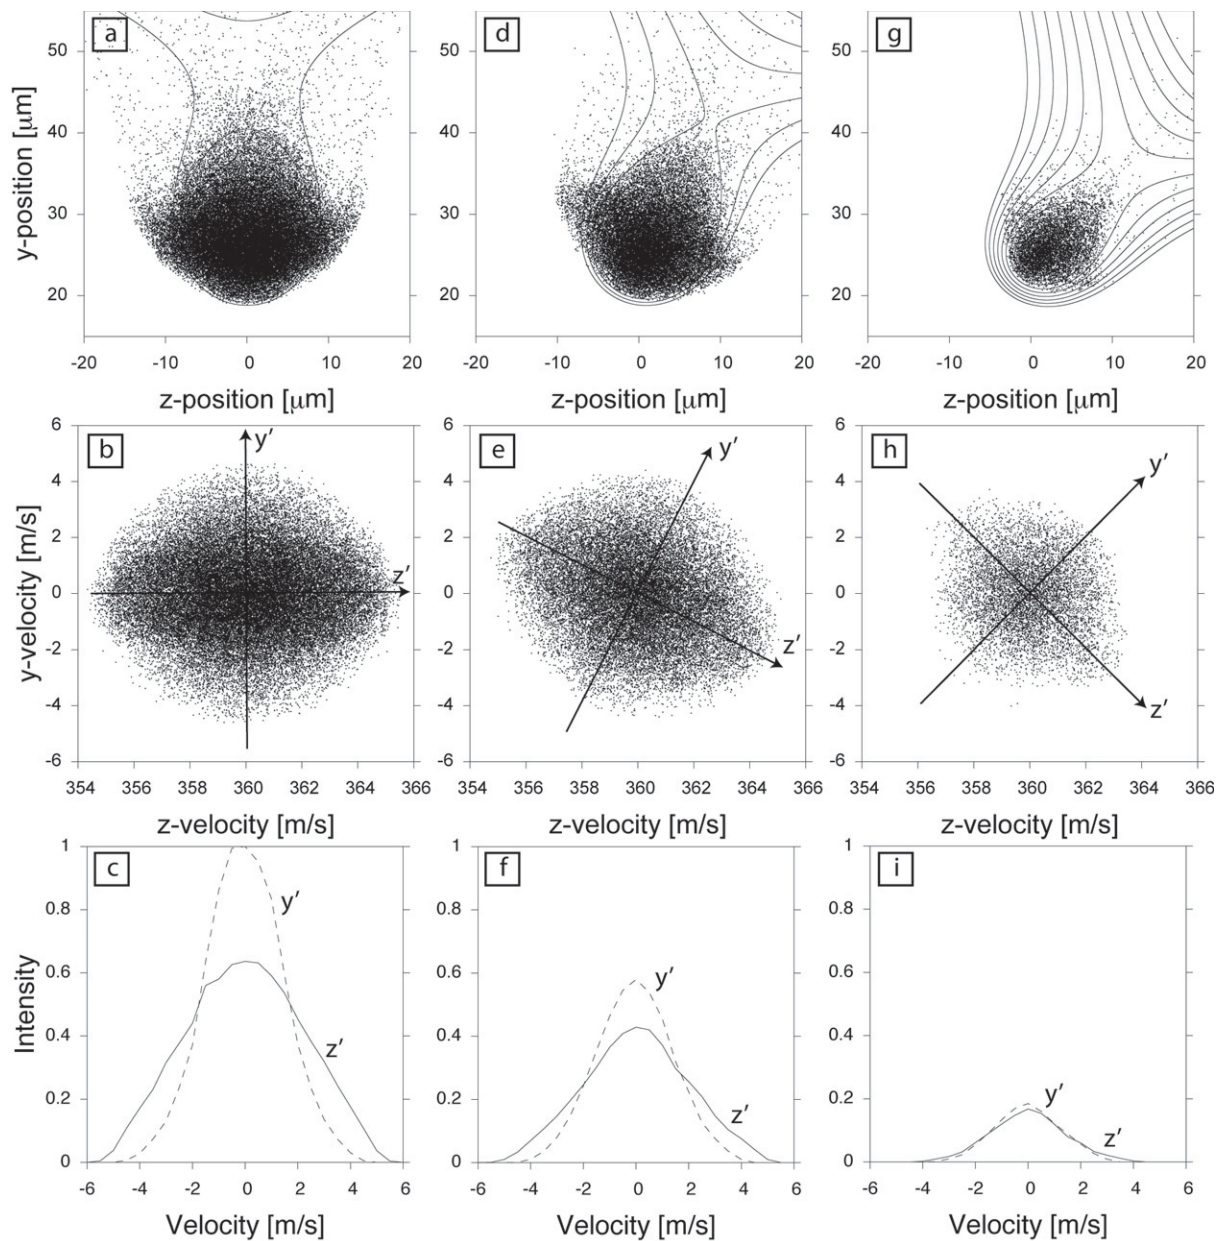 a d g
y-position [μm]
50 50 50
40 40 40
30 30 30
20 20 20
-20 -10 0 10 20 -20 -10 0 10 20 -20 -10 0 10 20
z-position [μm] z-position [μm] z-position [μm]
b e h
y-velocity [m/s]
6 6 6
y' y' y'
4 4 4
2 2 2
0 0 0
z' z' z'
-2 -2 -2
-4 -4 -4
-6 -6 -6
354 356 358 360 362 364 366 354 356 358 360 362 364 366 354 356 358 360 362 364 366
z-velocity [m/s] z-velocity [m/s] z-velocity [m/s]
c f i
Intensity
1 1 1
0.8 0.8 0.8
y' y' y'
0.6 0.6 0.6
0.4 0.4 0.4
z' z' z'
0.2 0.2 0.2
0 0 0
-6 -4 -2 0 2 4 6 -6 -4 -2 0 2 4 6 -6 -4 -2 0 2 4 6
Velocity [m/s] Velocity [m/s] Velocity [m/s]